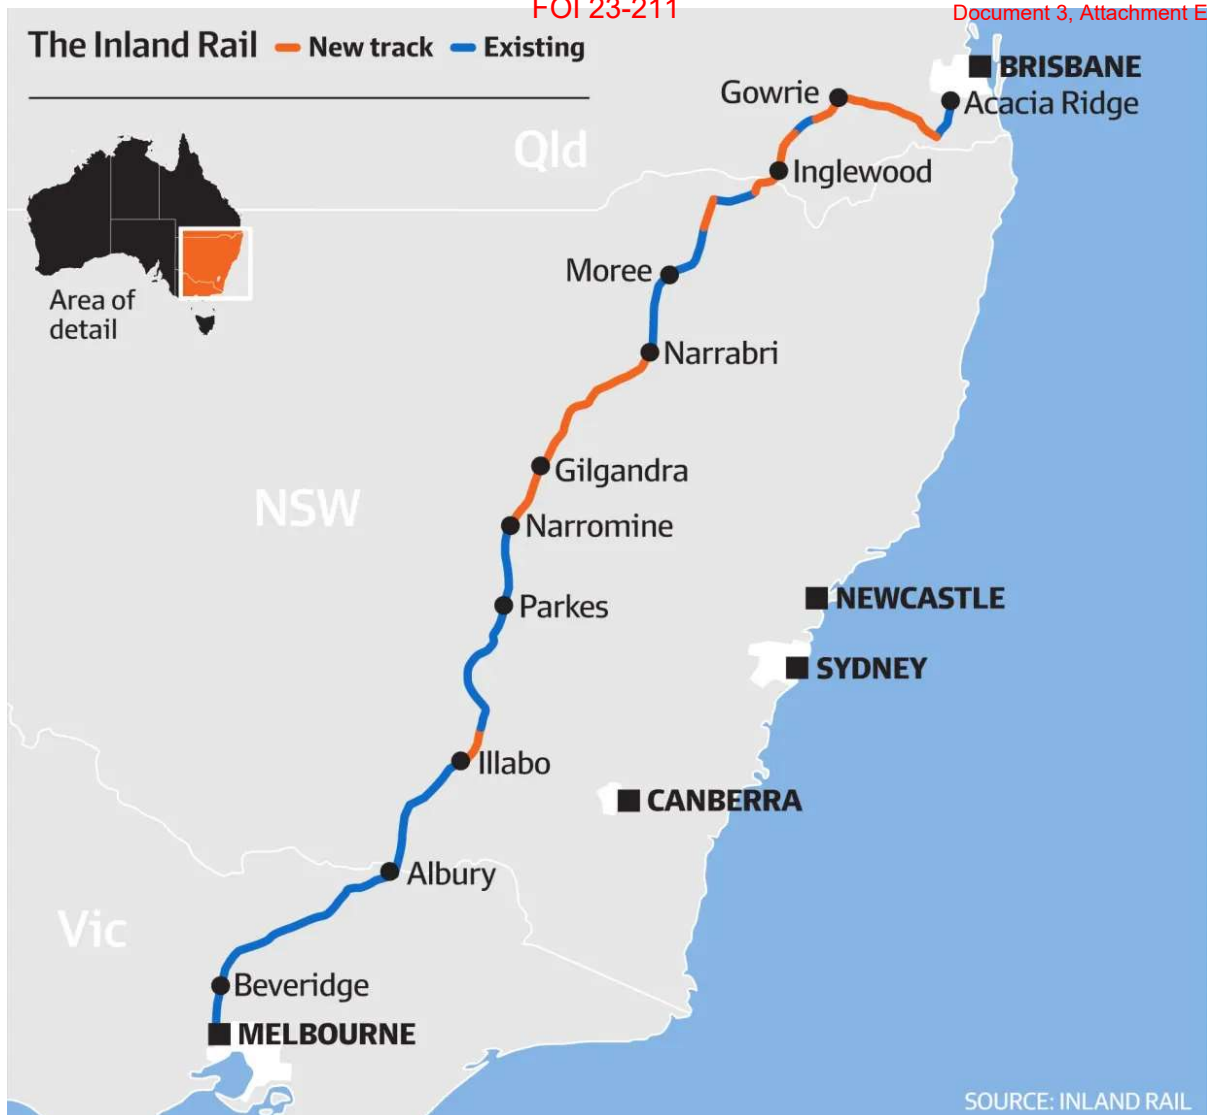 FOI 23-211
Document 3, Attachment E
The Inland Rail New track Existing
BRISBANE
Gowrie
Acacia Ridge
Qld
Inglewood
Moree
Area of
detail
Narrabri
Gilgandra
NSW
Narromine
NEWCASTLE
Parkes
SYDNEY
Illabo
CANBERRA
Albury
Vic
Beveridge
MELBOURNE
SOURCE: INLAND RAIL